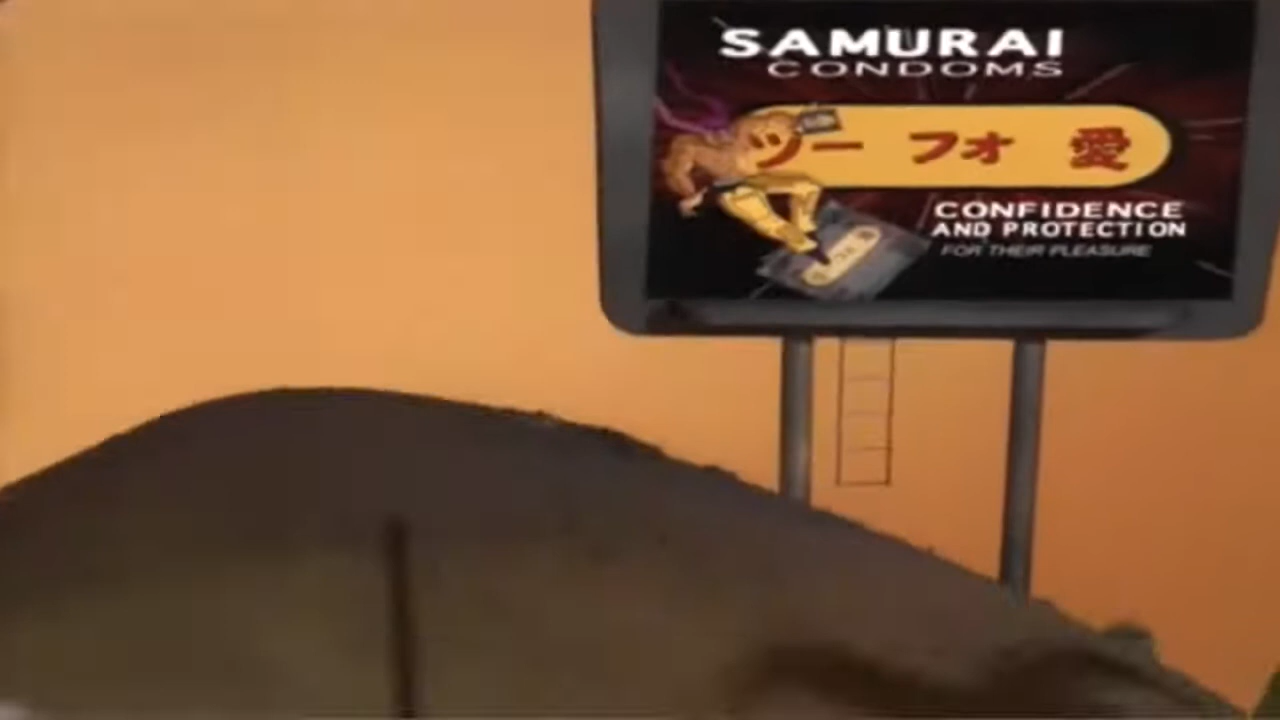 SAMURAI
CONDOMS
ツー フォ 愛
CONFIDENCE
AND PROTECTION
FOR THEIR PLEASURE